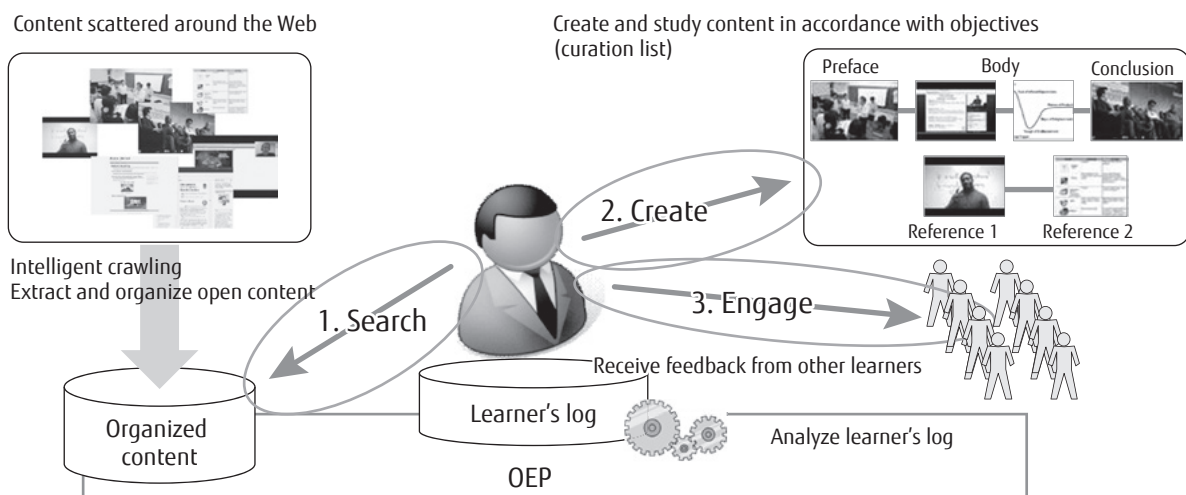 Content scattered around the Web
Create and study content in accordance with objectives
(curation list)
Preface
Body
Conclusion
Reference 1
Reference 2
2. Create
Intelligent crawling
Extract and organize open content
1. Search
3. Engage
Receive feedback from other learners
Organized
content
Learner's log
Analyze learner's log
OEP